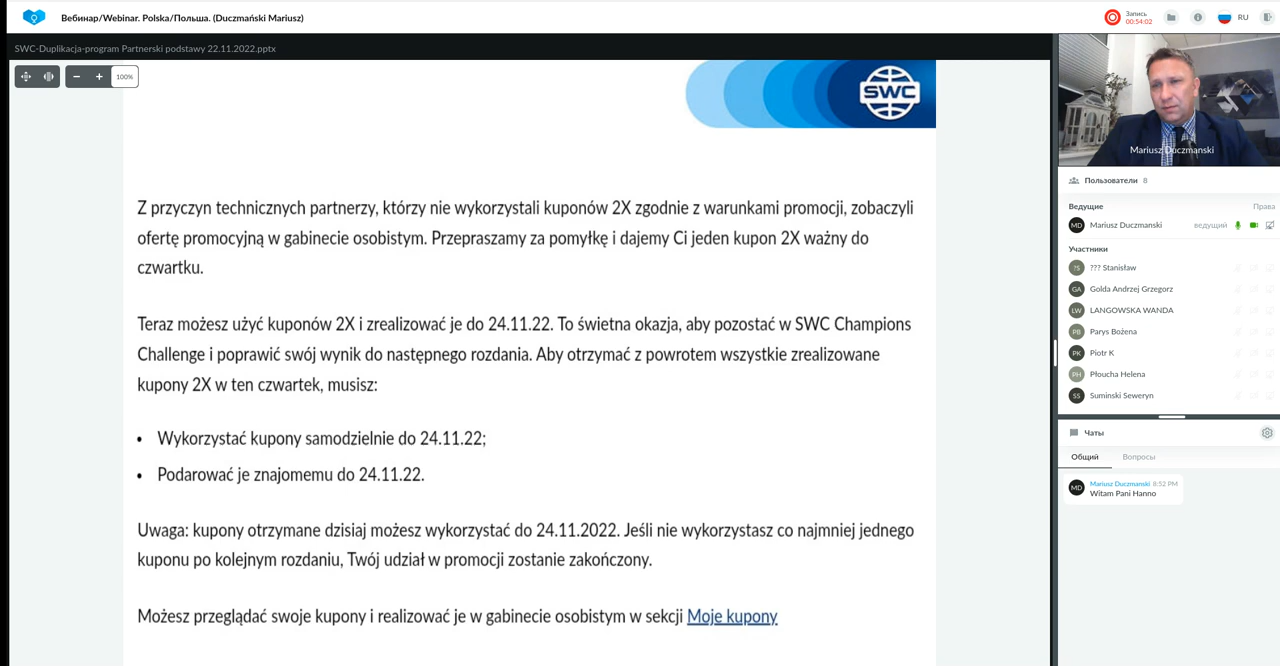 Вебинар/Webinar. Polska/Польша. (Duczmański Mariusz)
Запись
00:54:02
RU
SWC-Duplikacja-program Partnerski podstawy 22.11.2022.pptx
100%
SWC
Z przyczyn technicznych partnerzy, którzy nie wykorzystali kuponów 2X zgodnie z warunkami promocji, zobaczyli
ofertę promocyjną w gabinecie osobistym. Przepraszamy za pomyłkę i dajemy Ci jeden kupon 2X ważny do
czwartku.
Teraz możesz użyć kuponów 2X i zrealizować je do 24.11.22. To świetna okazja, aby pozostać w SWC Champions
Challenge i poprawić swój wynik do następnego rozdania. Aby otrzymać z powrotem wszystkie zrealizowane
kupony 2X w ten czwartek, musisz:
• Wykorzystać kupony samodzielnie do 24.11.22;
• Podarować je znajomemu do 24.11.22.
Uwaga: kupony otrzymane dzisiaj możesz wykorzystać do 24.11.2022. Jeśli nie wykorzystasz co najmniej jednego
kuponu po kolejnym rozdaniu, Twój udział w promocji zostanie zakończony.
Możesz przeglądać swoje kupony i realizować je w gabinecie osobistym w sekcji Moje kupony
Mariusz Duczmanski
Пользователи 8
Ведущие Права
MD Mariusz Duczmanski ведущий
Участники
?S ??? Stanisław
GA Golda Andrzej Grzegorz
LW LANGOWSKA WANDA
PB Parys Bożena
PK Piotr K
PH Płoucha Helena
SS Suminski Seweryn
Чаты
Общий Вопросы
MD Mariusz Duczmanski 8:52 PM
Witam Pani Hanno